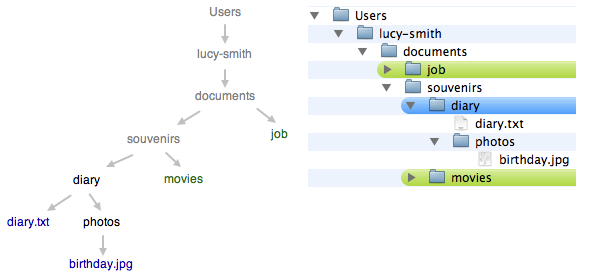 Users
lucy-smith
documents
souvenirs
job
diary
movies
diary.txt
photos
birthday.jpg
Users
lucy-smith
documents
job
souvenirs
diary
diary.txt
photos
birthday.jpg
movies